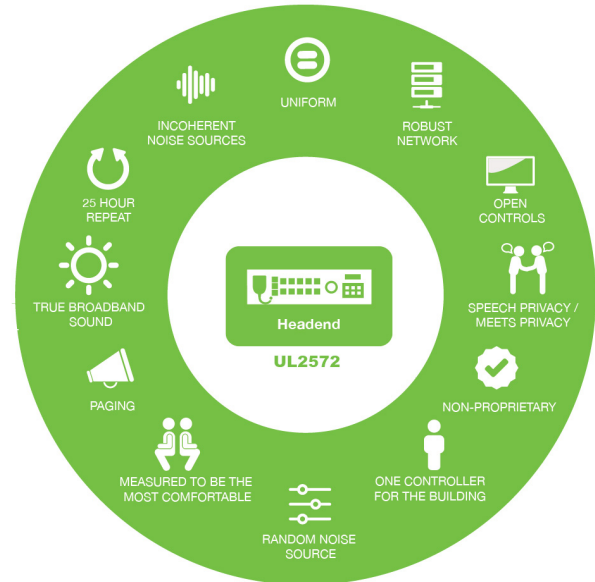 UNIFORM
ROBUST
NETWORK
OPEN
CONTROLS
SPEECH PRIVACY /
MEETS PRIVACY
NON-PROPRIETARY
ONE CONTROLLER
FOR THE BUILDING
RANDOM NOISE
SOURCE
MEASURED TO BE THE
MOST COMFORTABLE
PAGING
TRUE BROADBAND
SOUND
25 HOUR
REPEAT
INCOHERENT
NOISE SOURCES
Headend
UL2572